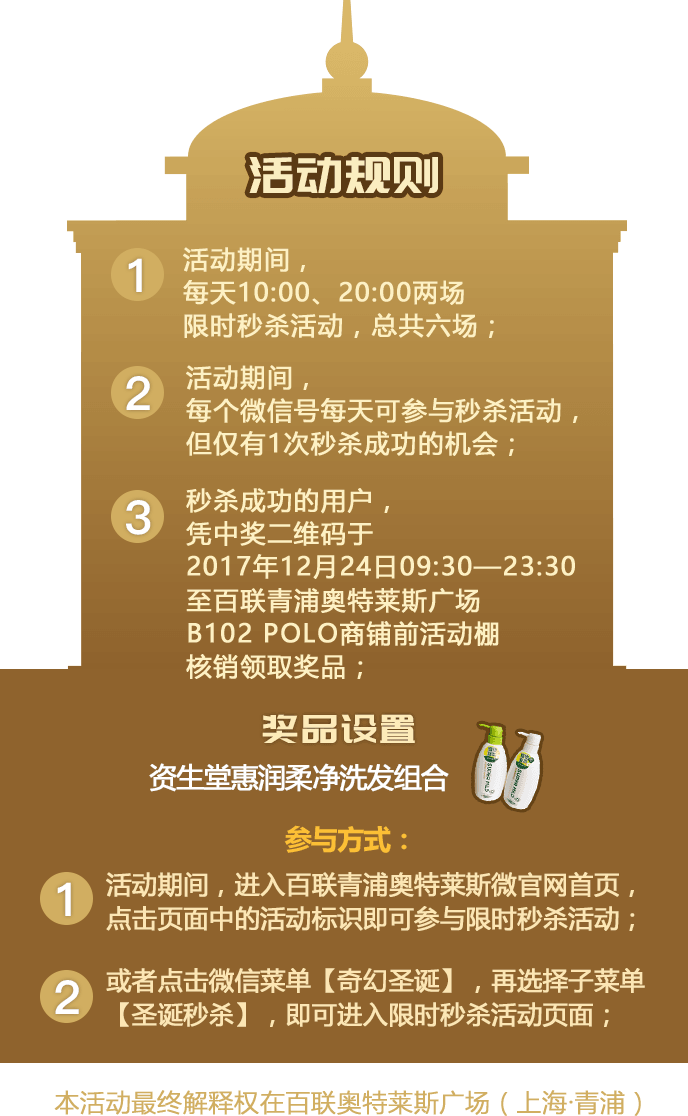 活动规则
1
活动期间，
每天10:00、20:00两场
限时秒杀活动，总共六场；
2
活动期间，
每个微信号每天可参与秒杀活动，
但仅有1次秒杀成功的机会；
3
秒杀成功的用户，
凭中奖二维码于
2017年12月24日09:30—23:30
至百联青浦奥特莱斯广场
B102 POLO商铺前活动棚
核销领取奖品；
奖品设置
资生堂惠润柔净洗发组合
参与方式：
1
活动期间，进入百联青浦奥特莱斯微官网首页，
点击页面中的活动标识即可参与限时秒杀活动；
2
或者点击微信菜单【奇幻圣诞】，再选择子菜单
【圣诞秒杀】，即可进入限时秒杀活动页面；
本活动最终解释权在百联奥特莱斯广场（上海·青浦）